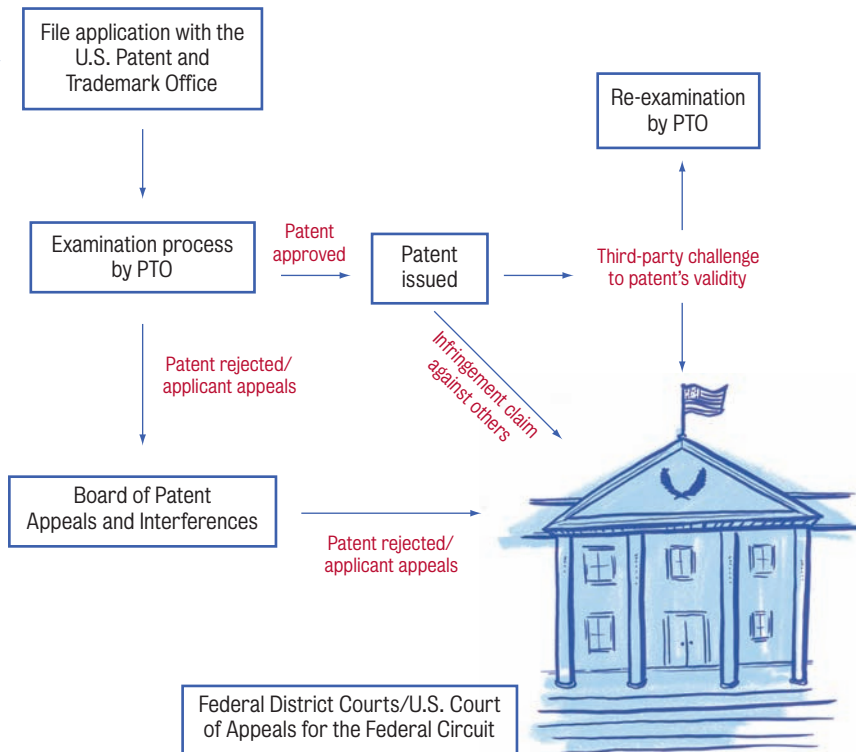 File application with the
U.S. Patent and
Trademark Office
Re-examination
by PTO
Examination process
by PTO
Patent
approved
Patent
issued
Third-party challenge
to patent's validity
Patent rejected/
applicant appeals
Infringement claim
against others
Board of Patent
Appeals and Interferences
Patent rejected/
applicant appeals
Federal District Courts/U.S. Court
of Appeals for the Federal Circuit